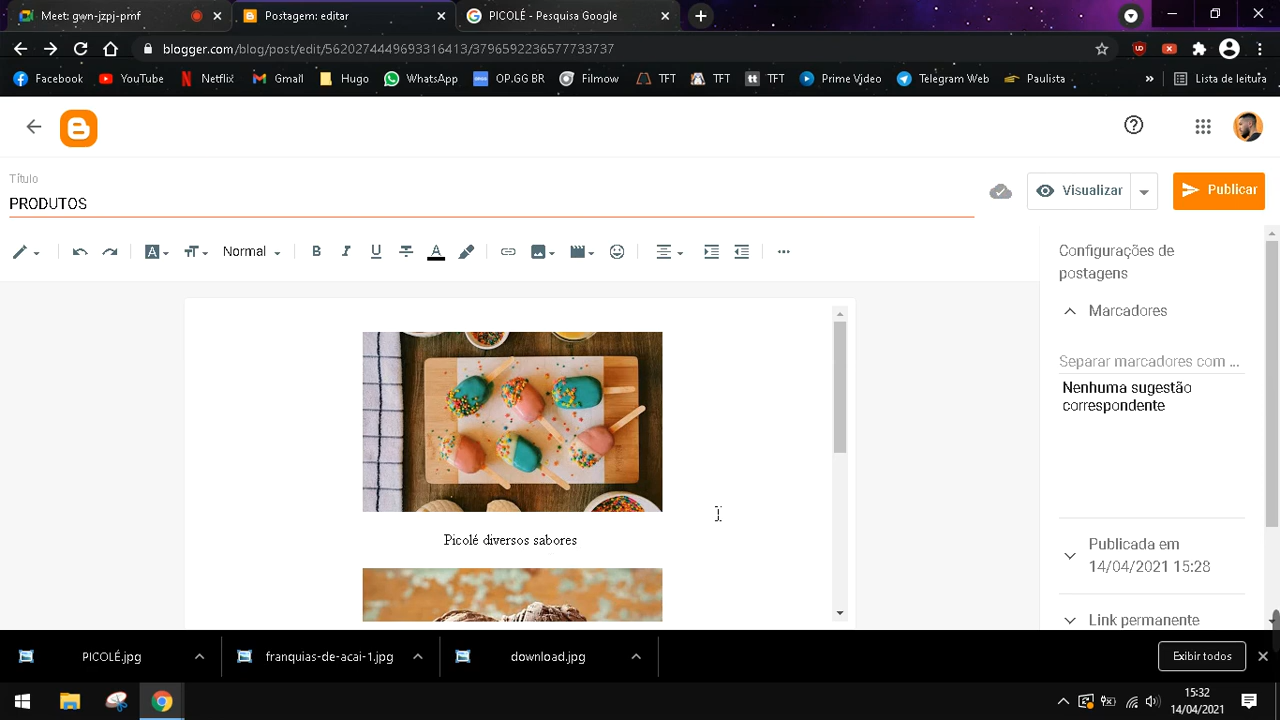 Meet: gwn-jzpj-pmf
Postagem: editar
PICOLÉ - Pesquisa Google
blogger.com/blog/post/edit/5620274449693316413/3796592236577733737
Facebook
YouTube
Netflix
Gmail
Hugo
WhatsApp
OP.GG BR
Filmow
TFT
TFT
TFT
Prime Video
Telegram Web
Paulista
»
Lista de leitura
Título
PRODUTOS
Visualizar
Publicar
Normal
B I U
A
Configurações de
postagens
Marcadores
Separar marcadores com ...
Nenhuma sugestão
correspondente
Picolé diversos sabores
Publicada em
14/04/2021 15:28
Link permanente
PICOLÉ.jpg
franquias-de-acai-1.jpg
download.jpg
Exibir todos
15:32
14/04/2021